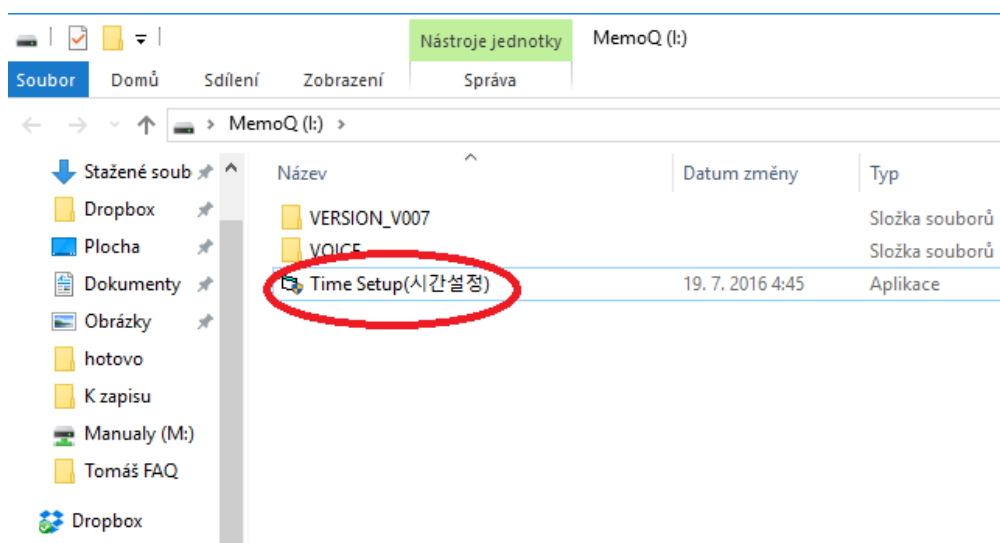 Nástroje jednotky MemoQ (I:)
Soubor Domů Sdílení Zobrazení Správa
MemoQ (I:)
Stažené soub
Dropbox
Plocha
Dokumenty
Obrázky
hotovo
K zapisu
Manualy (M:)
Tomáš FAQ
Dropbox
Název Datum změny Typ
VERSION_V007 Složka souborů
VOICE Složka souborů
Time Setup(시간설정) 19. 7. 2016 4:45 Aplikace